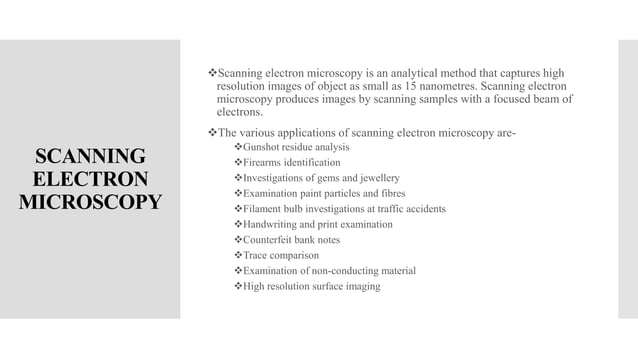 SCANNING
ELECTRON
MICROSCOPY
❖Scanning electron microscopy is an analytical method that captures high
resolution images of object as small as 15 nanometres. Scanning electron
microscopy produces images by scanning samples with a focused beam of
electrons.
❖The various applications of scanning electron microscopy are-
❖Gunshot residue analysis
❖Firearms identification
❖Investigations of gems and jewellery
❖Examination paint particles and fibres
❖Filament bulb investigations at traffic accidents
❖Handwriting and print examination
❖Counterfeit bank notes
❖Trace comparison
❖Examination of non-conducting material
❖High resolution surface imaging